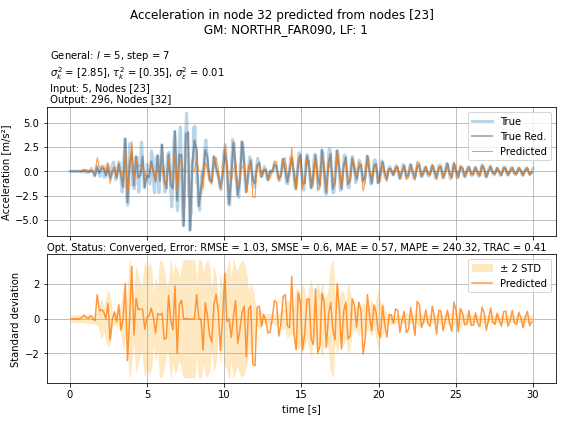 Acceleration in node 32 predicted from nodes [23]
GM: NORTHR_FAR090, LF: 1
General: l = 5, step = 7
σ_k^2 = [2.85], τ_k^2 = [0.35], σ_ε^2 = 0.01
Input: 5, Nodes [23]
Output: 296, Nodes [32]
Acceleration [m/s²]
5.0
2.5
0.0
−2.5
−5.0
True
True Red.
Predicted
Opt. Status: Converged, Error: RMSE = 1.03, SMSE = 0.6, MAE = 0.57, MAPE = 240.32, TRAC = 0.41
Standard deviation
2
0
−2
± 2 STD
Predicted
0 5 10 15 20 25 30
time [s]